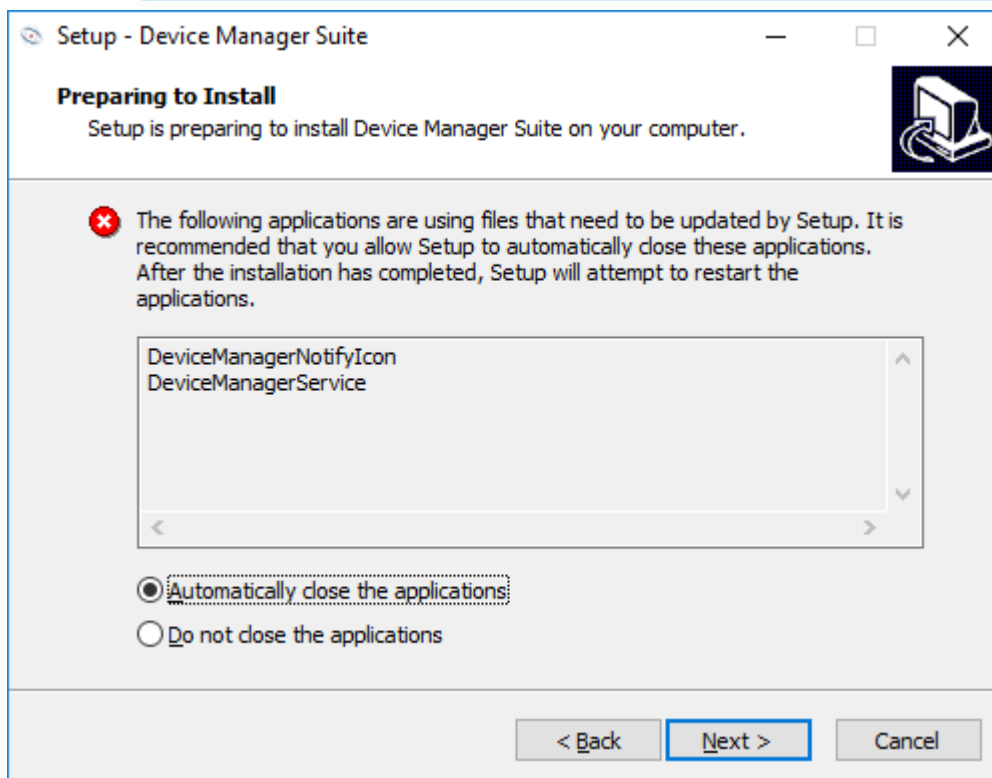 Setup - Device Manager Suite
Preparing to Install
Setup is preparing to install Device Manager Suite on your computer.
The following applications are using files that need to be updated by Setup. It is
recommended that you allow Setup to automatically close these applications.
After the installation has completed, Setup will attempt to restart the
applications.
DeviceManagerNotifyIcon
DeviceManagerService
Automatically close the applications
Do not close the applications
< Back Next > Cancel